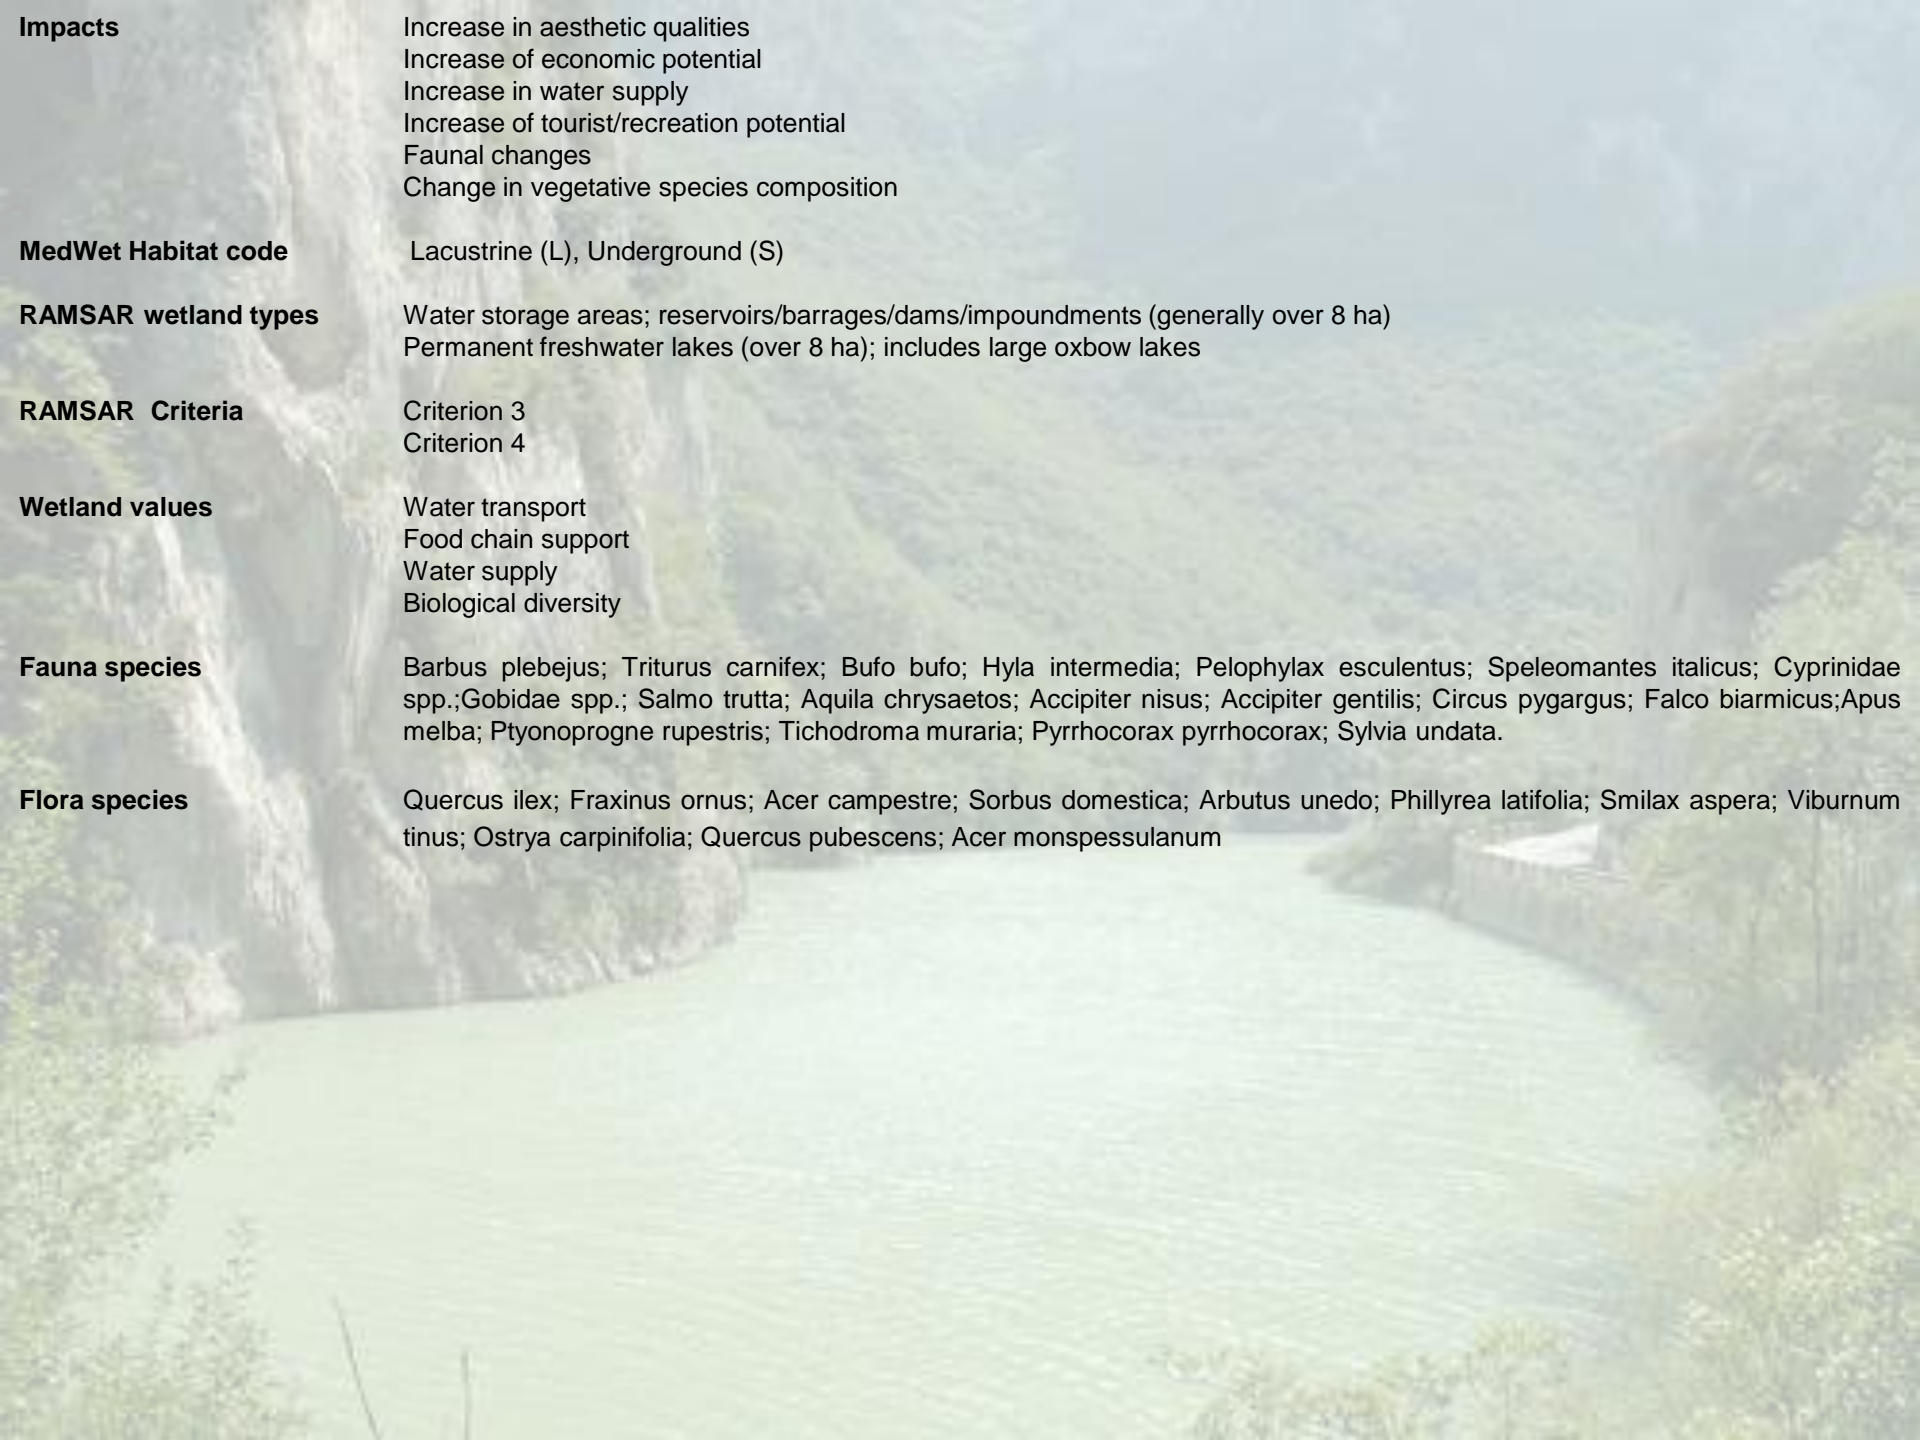 Impacts Increase in aesthetic qualities
Increase of economic potential
Increase in water supply
Increase of tourist/recreation potential
Faunal changes
Change in vegetative species composition
MedWet Habitat code Lacustrine (L), Underground (S)
RAMSAR wetland types Water storage areas; reservoirs/barrages/dams/impoundments (generally over 8 ha)
Permanent freshwater lakes (over 8 ha); includes large oxbow lakes
RAMSAR Criteria Criterion 3
Criterion 4
Wetland values Water transport
Food chain support
Water supply
Biological diversity
Fauna species Barbus plebejus; Triturus carnifex; Bufo bufo; Hyla intermedia; Pelophylax esculentus; Speleomantes italicus; Cyprinidae
spp.;Gobidae spp.; Salmo trutta; Aquila chrysaetos; Accipiter nisus; Accipiter gentilis; Circus pygargus; Falco biarmicus;Apus
melba; Ptyonoprogne rupestris; Tichodroma muraria; Pyrrhocorax pyrrhocorax; Sylvia undata.
Flora species Quercus ilex; Fraxinus ornus; Acer campestre; Sorbus domestica; Arbutus unedo; Phillyrea latifolia; Smilax aspera; Viburnum
tinus; Ostrya carpinifolia; Quercus pubescens; Acer monspessulanum